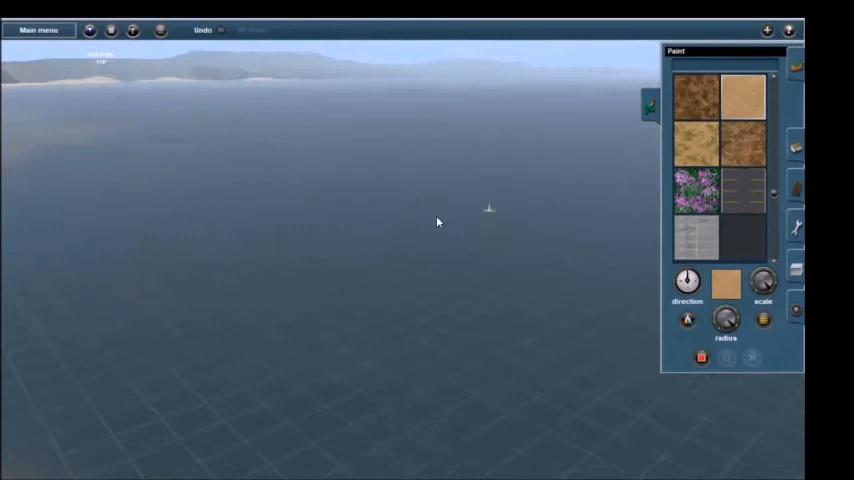 Main menu
Undo
?
Paint
direction
scale
radius